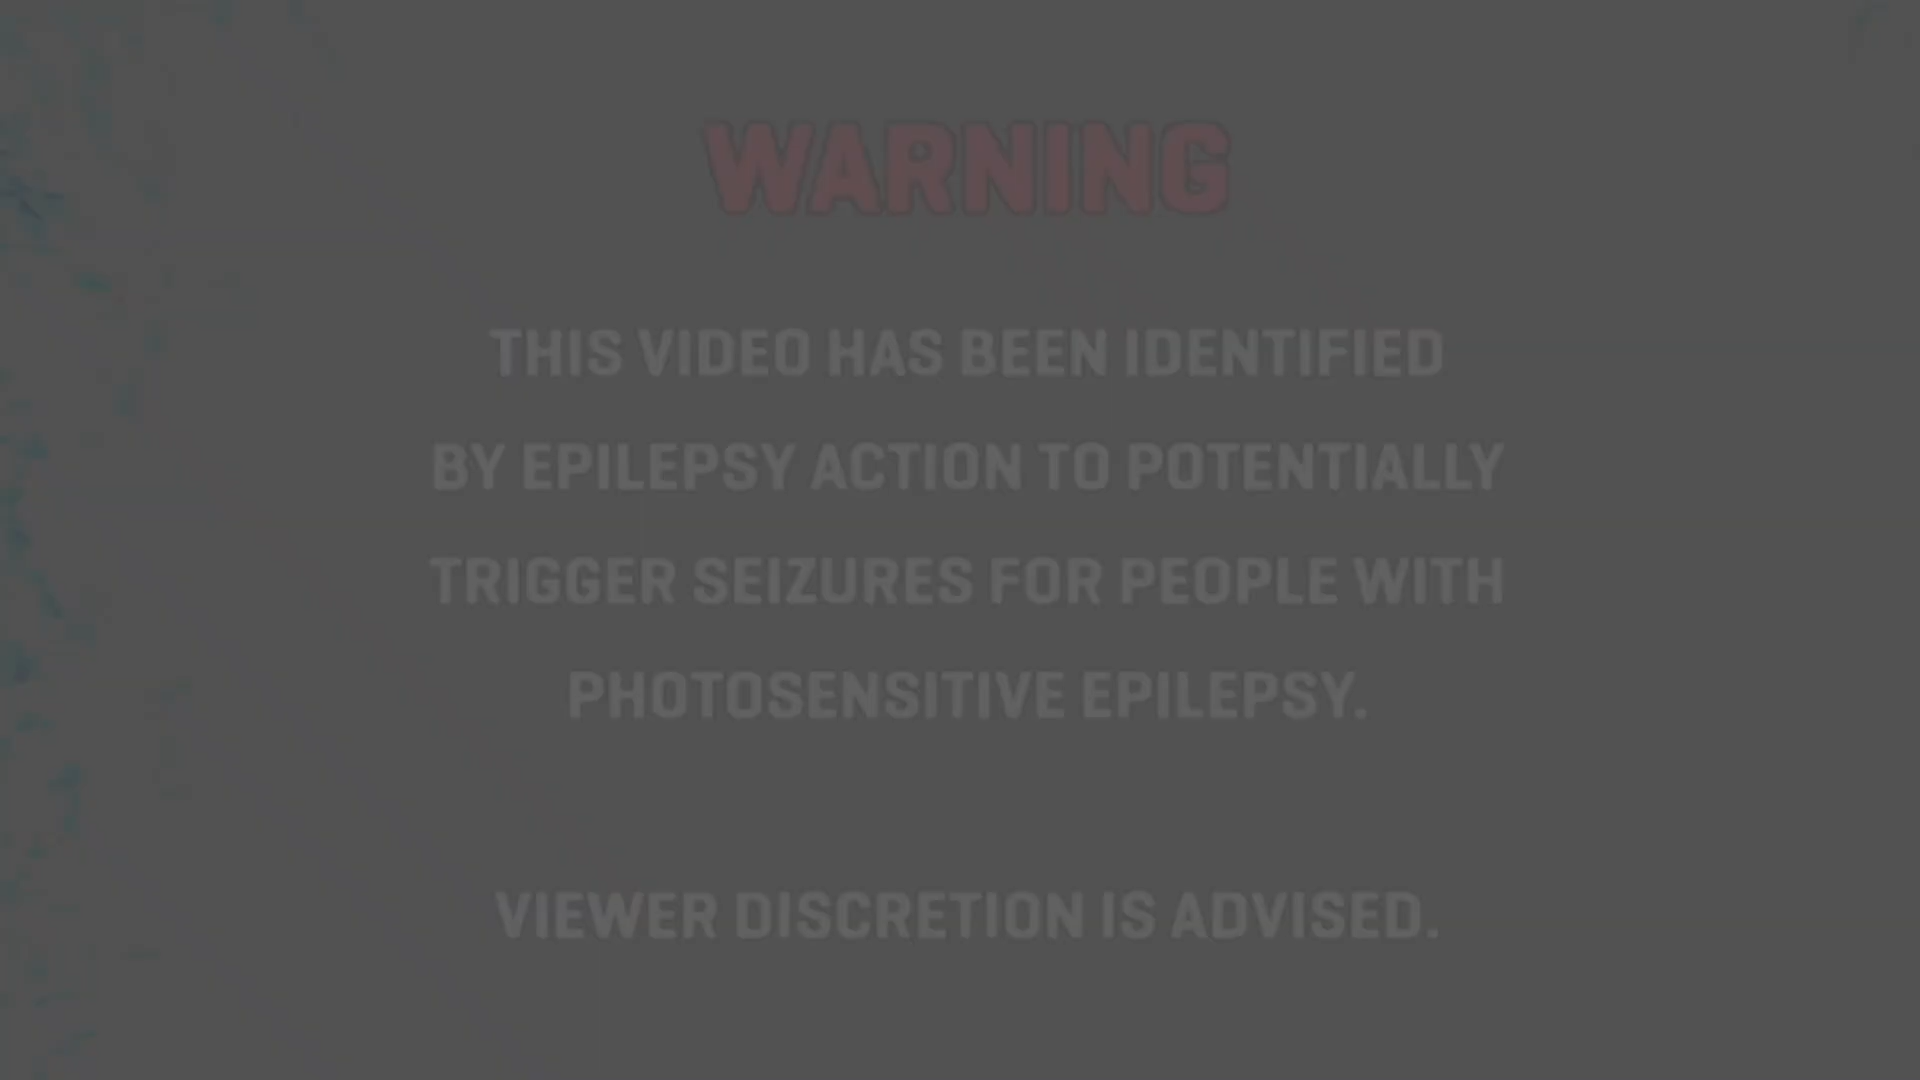 WARNING
THIS VIDEO HAS BEEN IDENTIFIED
BY EPILEPSY ACTION TO POTENTIALLY
TRIGGER SEIZURES FOR PEOPLE WITH
PHOTOSENSITIVE EPILEPSY.
VIEWER DISCRETION IS ADVISED.